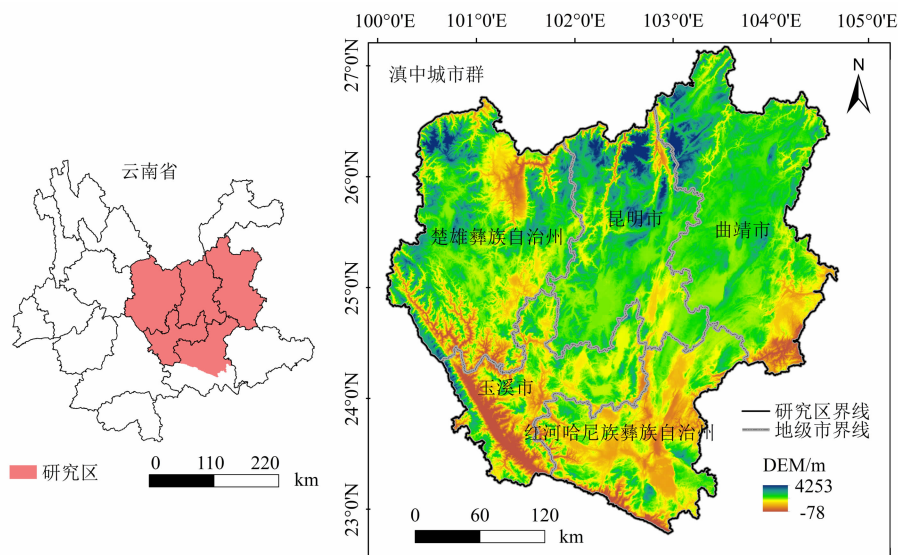 100°0'E
101°0'E
102°0'E
103°0'E
104°0'E
105°0'E
27°0'N
26°0'N
25°0'N
24°0'N
23°0'N
滇中城市群
N
云南省
昆明市
楚雄彝族自治州
曲靖市
玉溪市
红河哈尼族彝族自治州
研究区界线
地级市界线
DEM/m
4253
-78
研究区
0 110 220
km
0 60 120
km